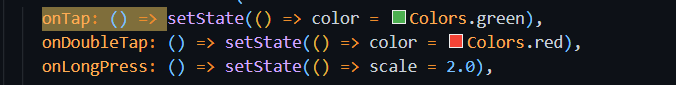 onTap: () => setState(() => color = Colors.green),
onDoubleTap: () => setState(() => color = Colors.red),
onLongPress: () => setState(() => scale = 2.0),